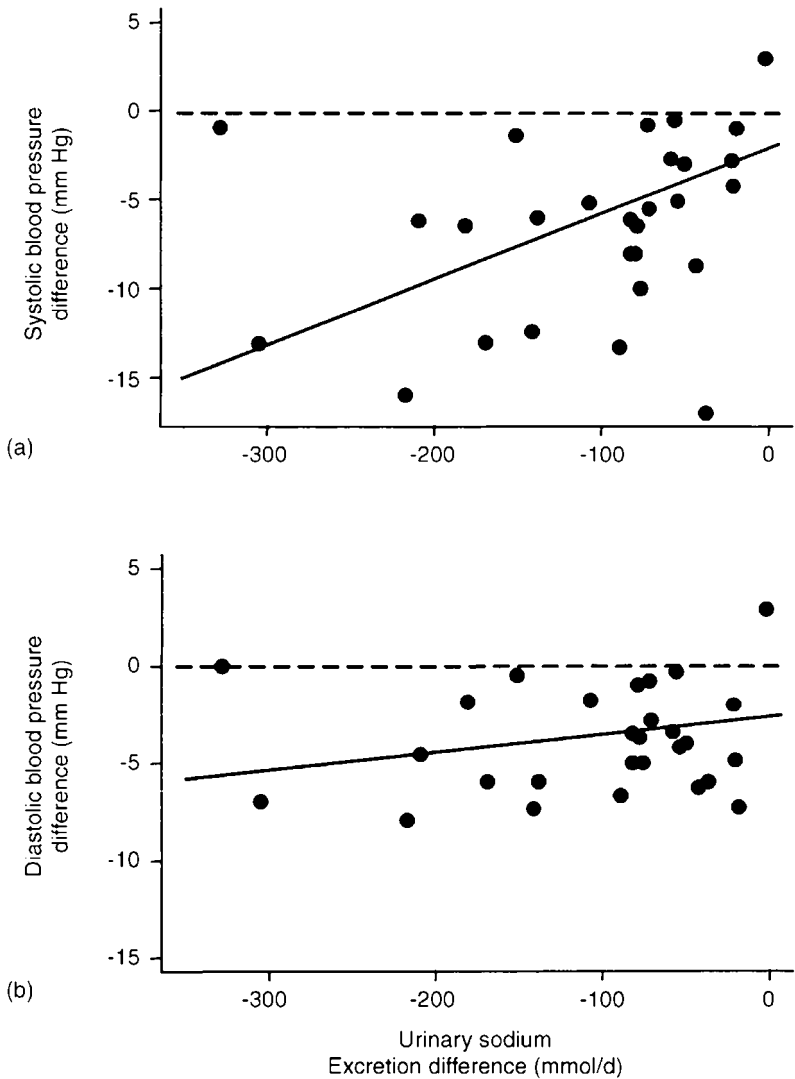 5
0
-5
-10
-15
Systolic blood pressure
difference (mm Hg)
(a)
-300
-200
-100
0
5
0
-5
-10
-15
Diastolic blood pressure
difference (mm Hg)
(b)
-300
-200
-100
0
Urinary sodium
Excretion difference (mmol/d)